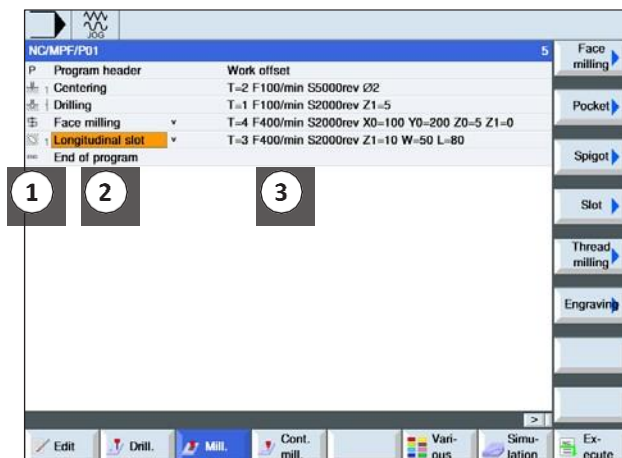 JOG
NC/MPF/P01 5
P Program header Work offset
Centering T=2 F100/min S5000rev Ø2
Drilling T=1 F100/min S2000rev Z1=5
Face milling T=4 F400/min S2000rev X0=100 Y0=200 Z0=5 Z1=0
Longitudinal slot T=3 F400/min S2000rev Z1=10 W=50 L=80
END End of program
1 2 3
Face
milling
Pocket
Spigot
Slot
Thread
milling
Engraving
>
Edit Drill. Mill. Cont.
mill. Vari-
ous Simu-
lation NC Ex-
ecute